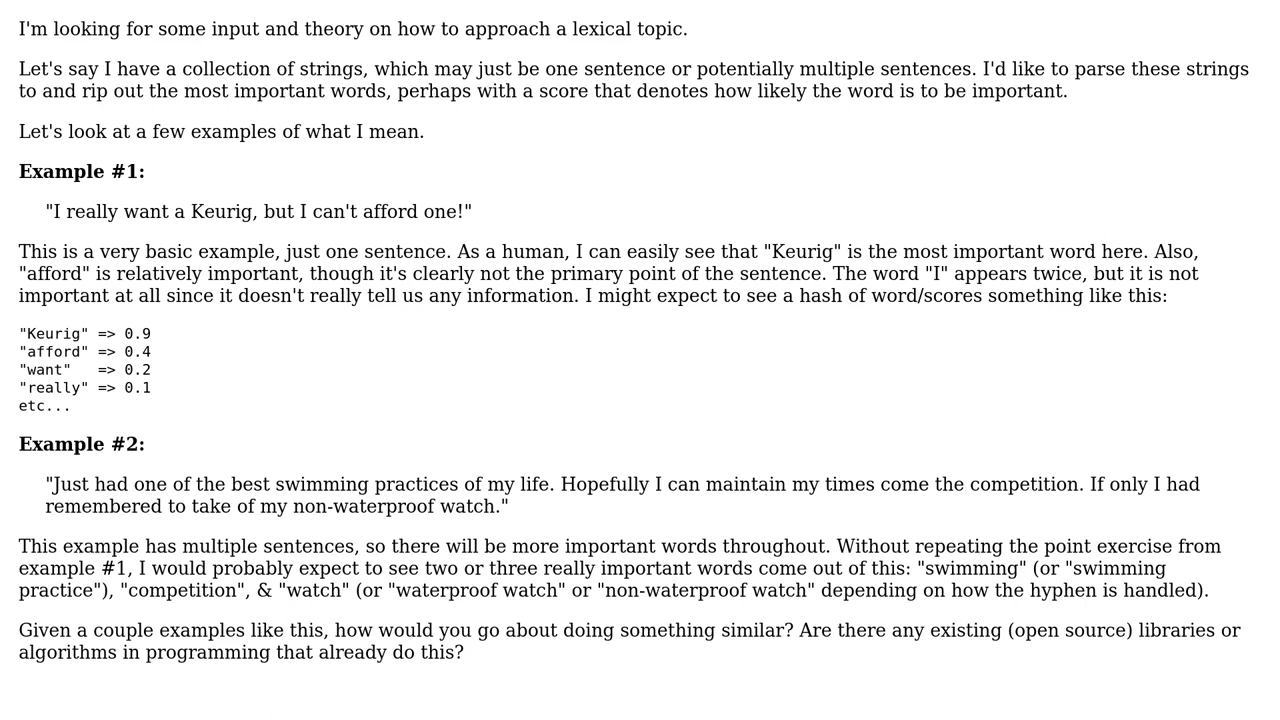 I'm looking for some input and theory on how to approach a lexical topic.
Let's say I have a collection of strings, which may just be one sentence or potentially multiple sentences. I'd like to parse these strings
to and rip out the most important words, perhaps with a score that denotes how likely the word is to be important.
Let's look at a few examples of what I mean.
Example #1:
"I really want a Keurig, but I can't afford one!"
This is a very basic example, just one sentence. As a human, I can easily see that "Keurig" is the most important word here. Also,
"afford" is relatively important, though it's clearly not the primary point of the sentence. The word "I" appears twice, but it is not
important at all since it doesn't really tell us any information. I might expect to see a hash of word/scores something like this:
"Keurig" => 0.9
"afford" => 0.4
"want"   => 0.2
"really" => 0.1
etc...
Example #2:
"Just had one of the best swimming practices of my life. Hopefully I can maintain my times come the competition. If only I had
remembered to take of my non-waterproof watch."
This example has multiple sentences, so there will be more important words throughout. Without repeating the point exercise from
example #1, I would probably expect to see two or three really important words come out of this: "swimming" (or "swimming
practice"), "competition", & "watch" (or "waterproof watch" or "non-waterproof watch" depending on how the hyphen is handled).
Given a couple examples like this, how would you go about doing something similar? Are there any existing (open source) libraries or
algorithms in programming that already do this?